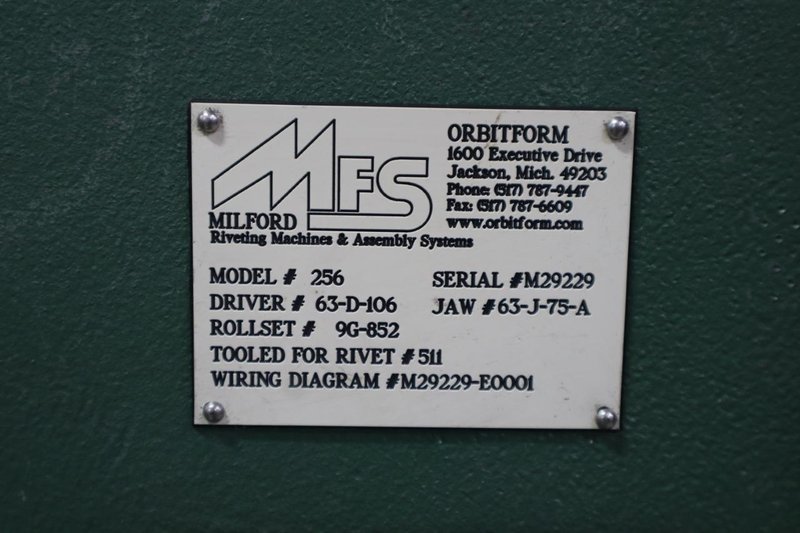 MFS
MILFORD
Riveting Machines & Assembly Systems
ORBITFORM
1600 Executive Drive
Jackson, Mich. 49203
Phone: (517) 787-9447
Fax: (517) 787-6609
www.orbitform.com
MODEL # 256
SERIAL #M29229
DRIVER # 63-D-106
JAW #63-J-75-A
ROLLSET # 9G-852
TOOLED FOR RIVET #511
WIRING DIAGRAM #M29229-E0001